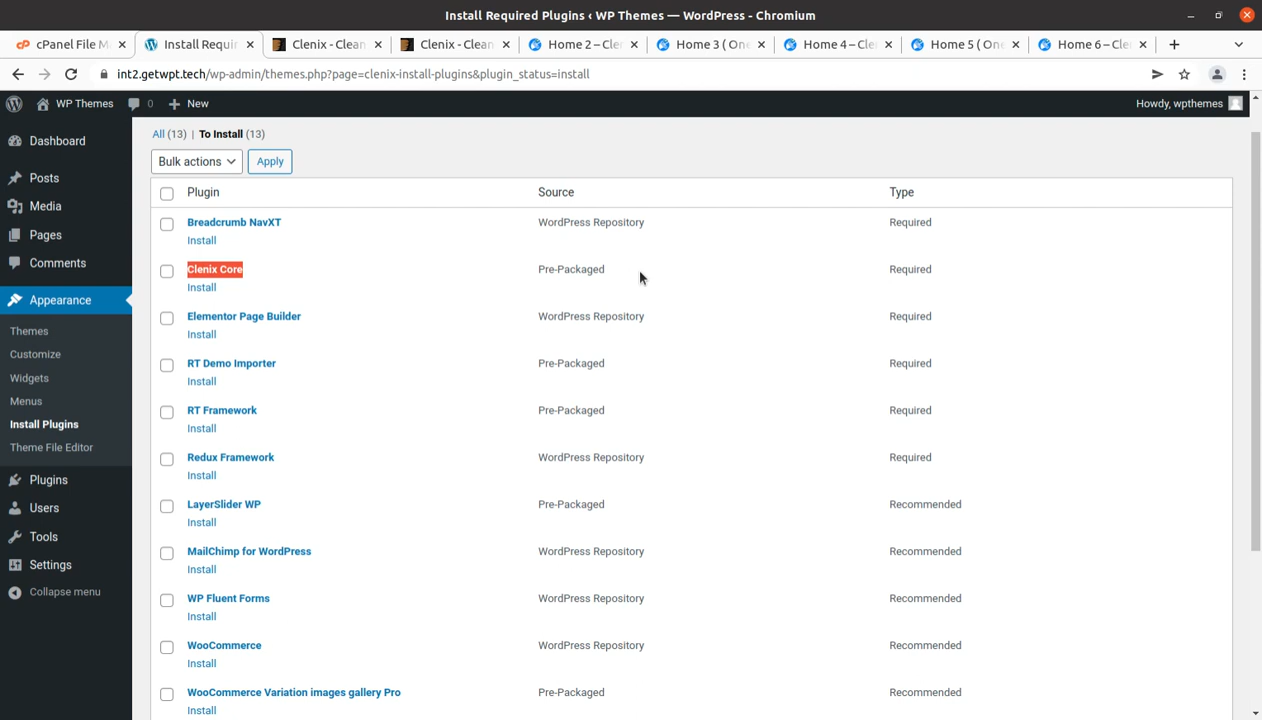 Install Required Plugins ‹ WP Themes — WordPress - Chromium
cPanel File M
Install Requir
Clenix - Clean
Clenix - Clean
Home 2 – Cle
Home 3 ( One
Home 4 – Cle
Home 5 ( One
Home 6 – Cle
int2.getwpt.tech/wp-admin/themes.php?page=clenix-install-plugins&plugin_status=install
WP Themes 0 New Howdy, wpthemes
Dashboard
Posts
Media
Pages
Comments
Appearance
Themes
Customize
Widgets
Menus
Install Plugins
Theme File Editor
Plugins
Users
Tools
Settings
Collapse menu
All (13) | To Install (13)
Bulk actions Apply
Plugin Source Type
Breadcrumb NavXT WordPress Repository Required
Install
Clenix Core Pre-Packaged Required
Install
Elementor Page Builder WordPress Repository Required
Install
RT Demo Importer Pre-Packaged Required
Install
RT Framework Pre-Packaged Required
Install
Redux Framework WordPress Repository Required
Install
LayerSlider WP Pre-Packaged Recommended
Install
MailChimp for WordPress WordPress Repository Recommended
Install
WP Fluent Forms WordPress Repository Recommended
Install
WooCommerce WordPress Repository Recommended
Install
WooCommerce Variation images gallery Pro Pre-Packaged Recommended
Install